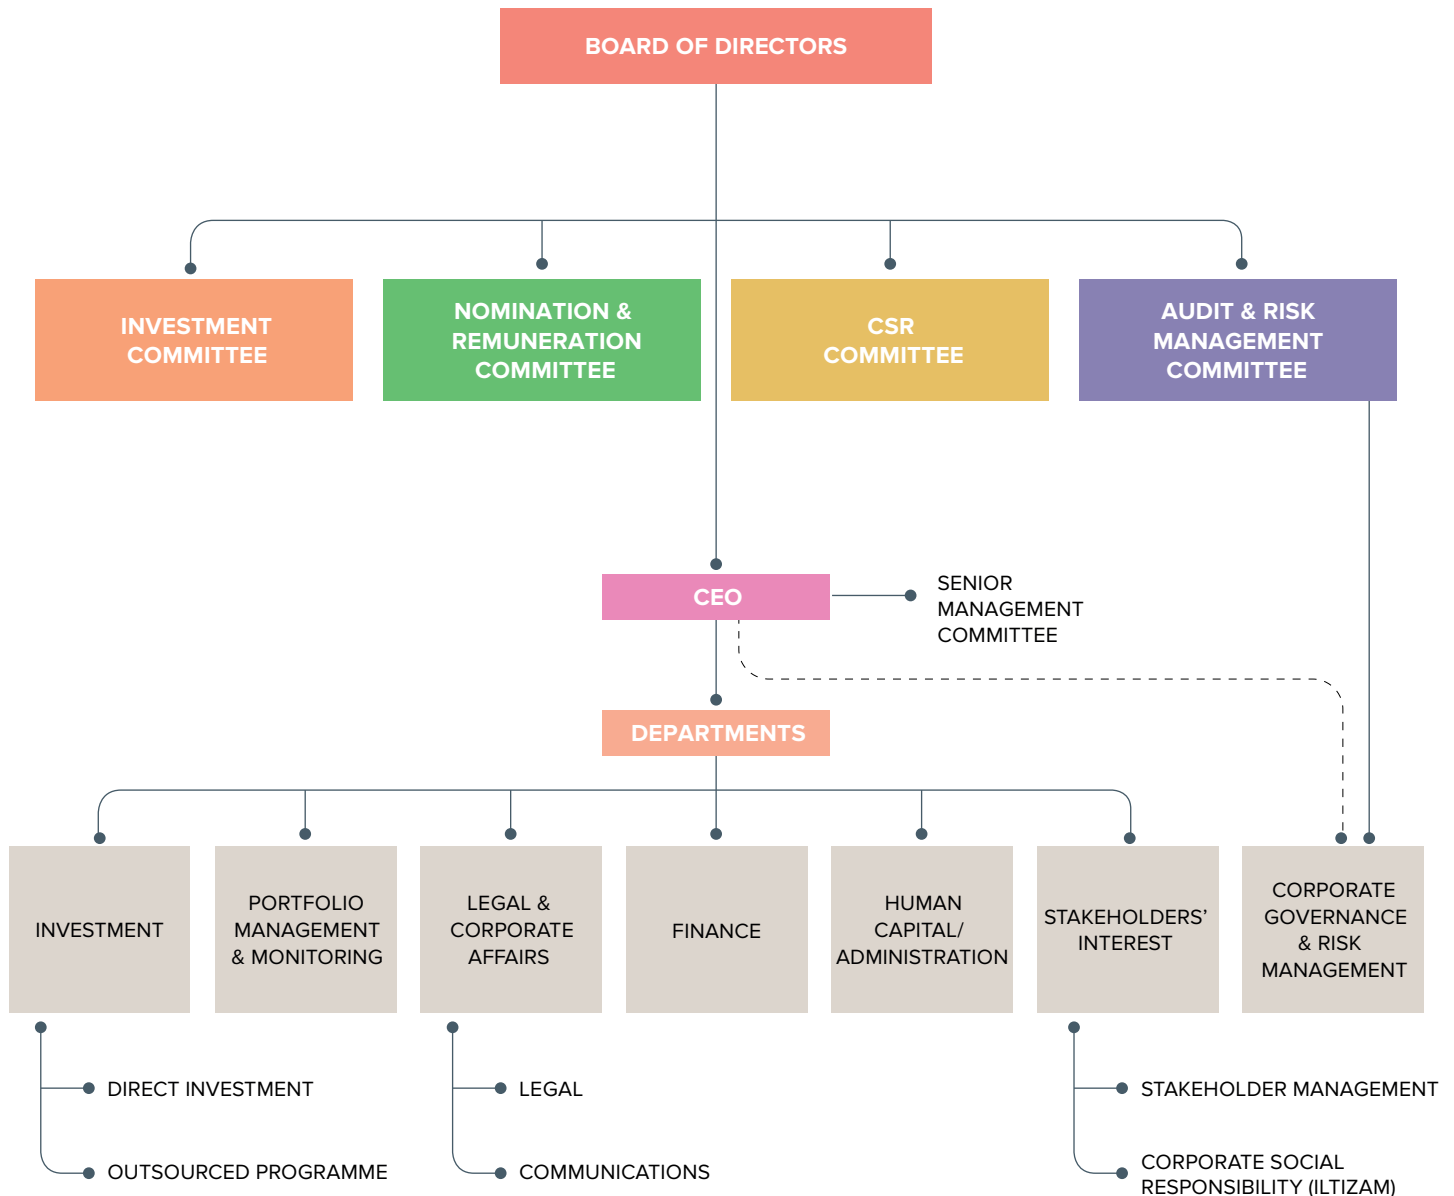 BOARD OF DIRECTORS
INVESTMENT
COMMITTEE
NOMINATION &
REMUNERATION
COMMITTEE
CSR
COMMITTEE
AUDIT & RISK
MANAGEMENT
COMMITTEE
CEO
SENIOR
MANAGEMENT
COMMITTEE
DEPARTMENTS
INVESTMENT
PORTFOLIO
MANAGEMENT
& MONITORING
LEGAL &
CORPORATE
AFFAIRS
FINANCE
HUMAN
CAPITAL/
ADMINISTRATION
STAKEHOLDERS’
INTEREST
CORPORATE
GOVERNANCE
& RISK
MANAGEMENT
DIRECT INVESTMENT
OUTSOURCED PROGRAMME
LEGAL
COMMUNICATIONS
STAKEHOLDER MANAGEMENT
CORPORATE SOCIAL
RESPONSIBILITY (ILTIZAM)